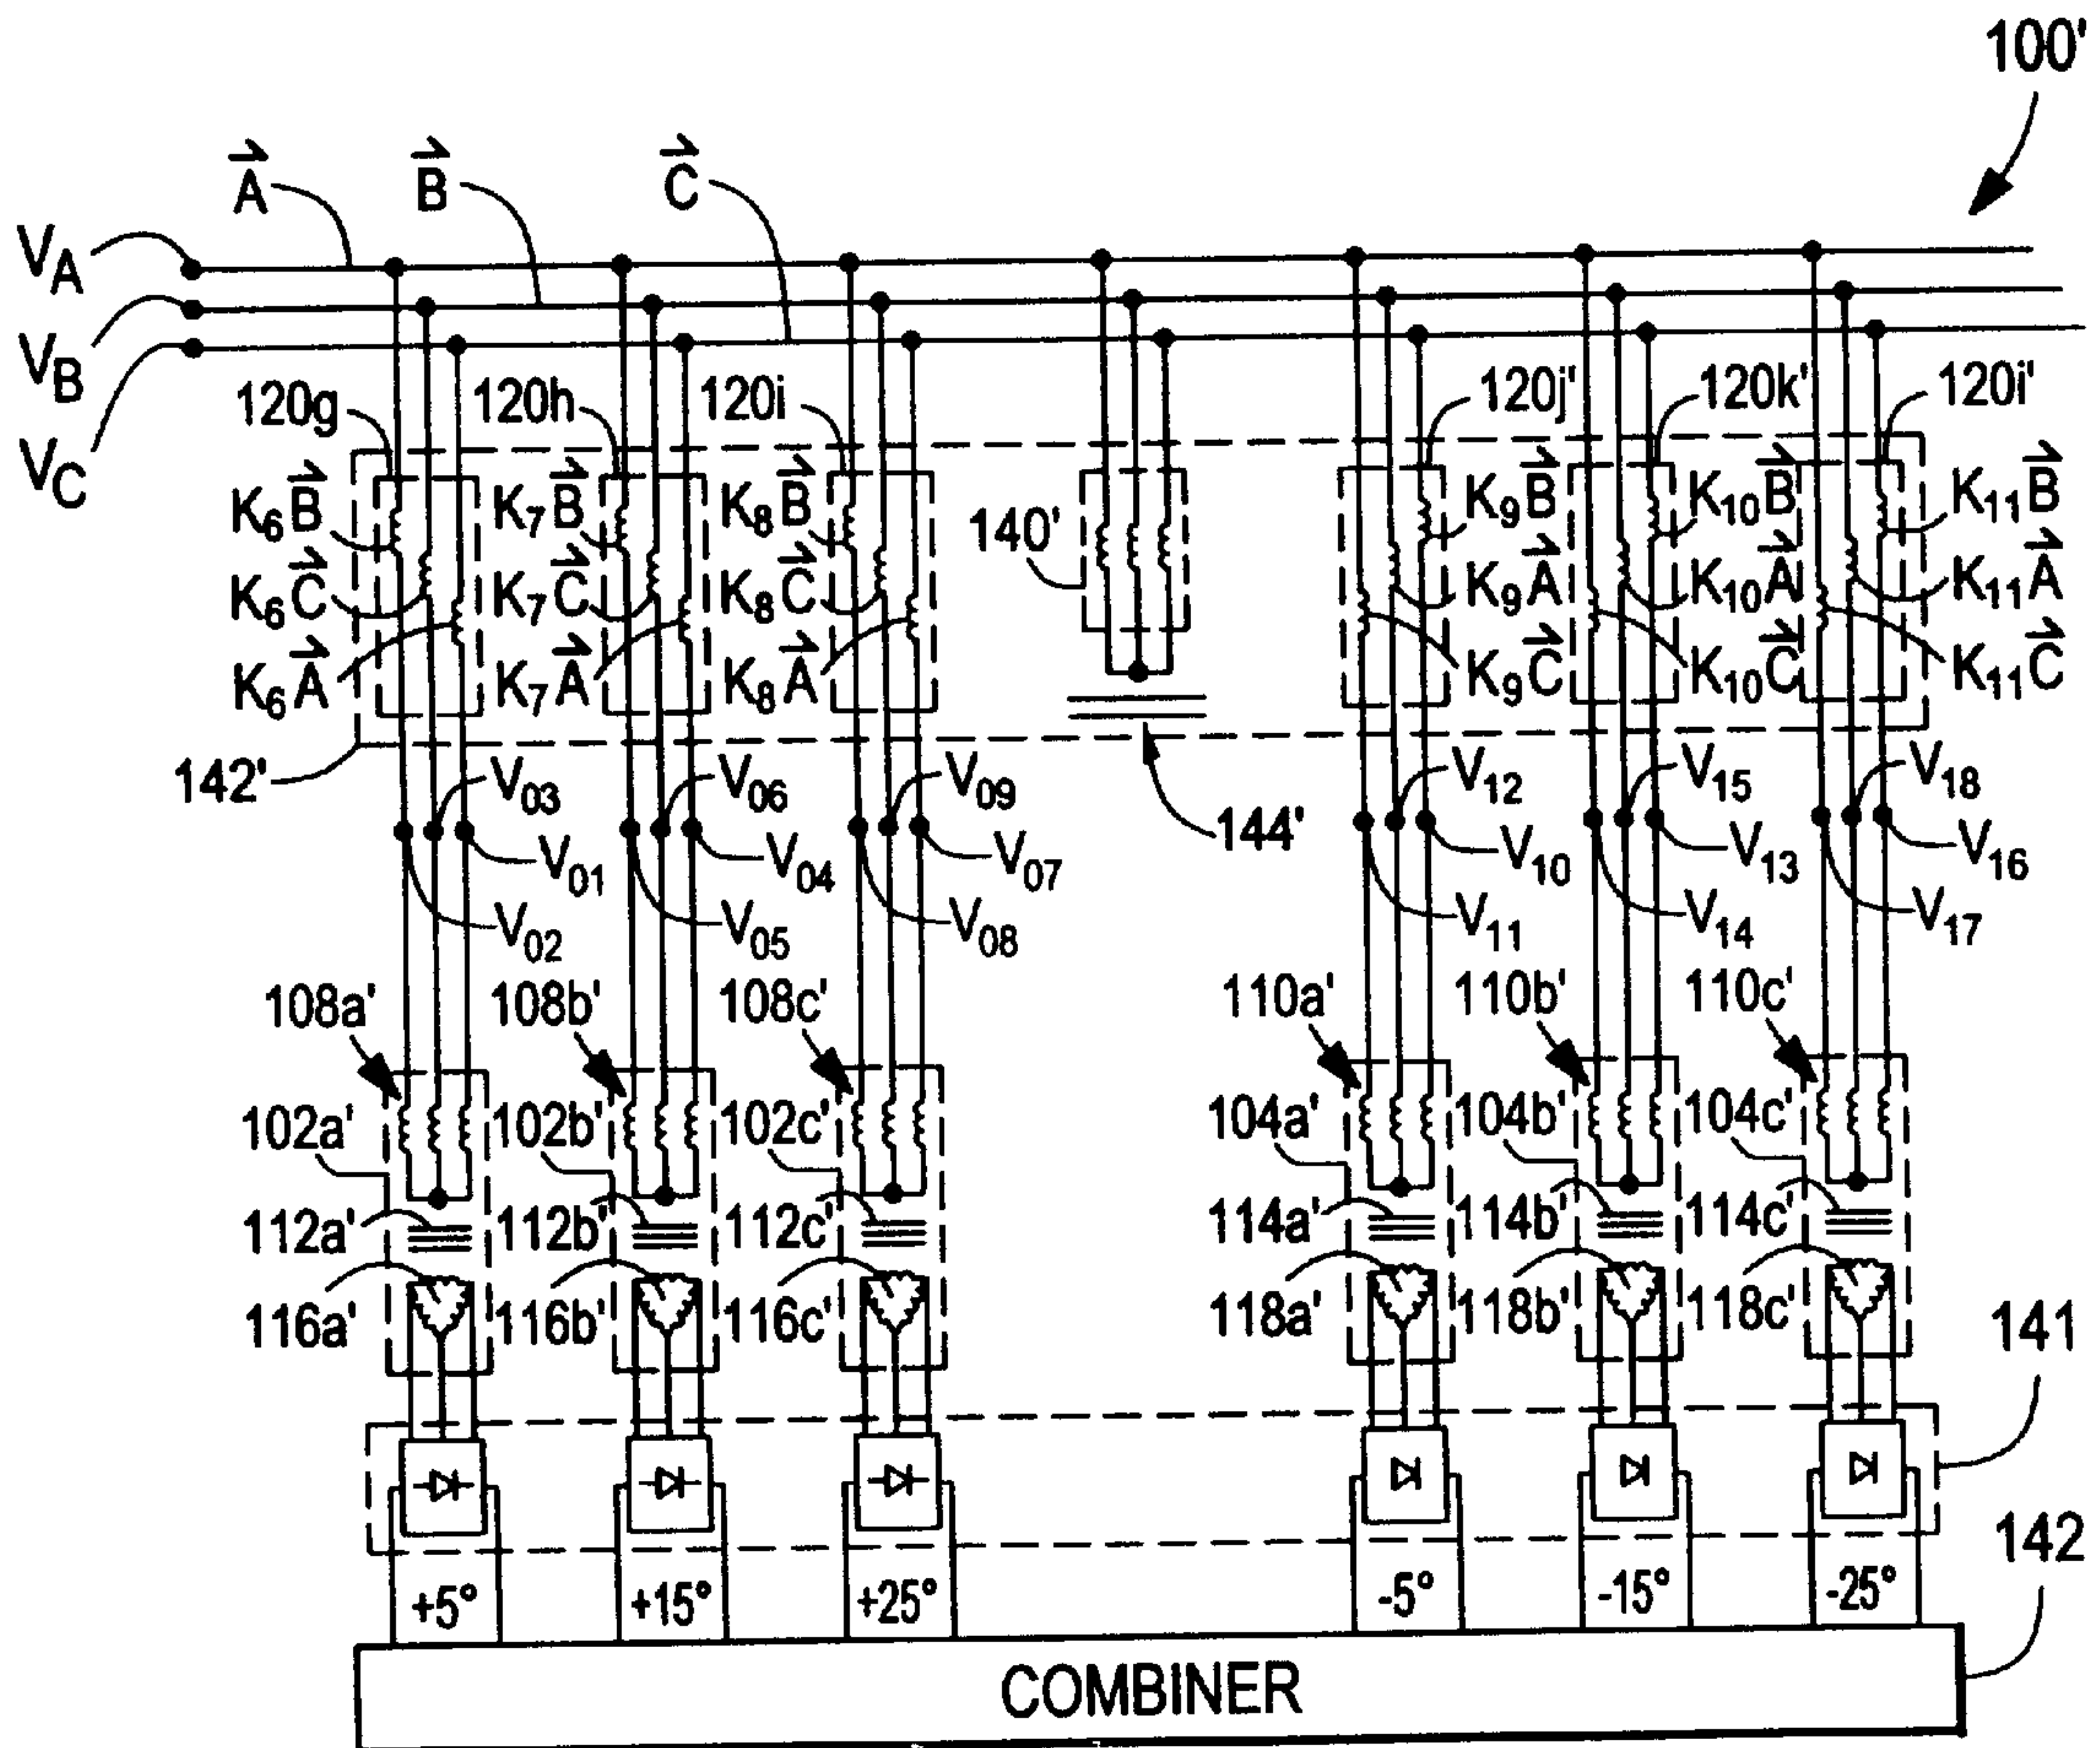 100'
A⃗ B⃗ C⃗
V_A
V_B
V_C
120g 120h 120i 120j' 120k' 120i'
K₆B⃗ K₇B⃗ K₈B⃗ K₉B⃗ K₁₀B⃗ K₁₁B⃗
140'
K₆C⃗ K₇C⃗ K₈C⃗ K₉A⃗ K₁₀A⃗ K₁₁A⃗
K₆A⃗ K₇A⃗ K₈A⃗ K₉C⃗ K₁₀C⃗ K₁₁C⃗
142' V₀₃ V₀₆ V₀₉ V₁₂ V₁₅ V₁₈
144'
V₀₁ V₀₄ V₀₇ V₁₀ V₁₃ V₁₆
V₀₂ V₀₅ V₀₈ V₁₁ V₁₄ V₁₇
108a' 108b' 108c' 110a' 110b' 110c'
102a' 102b' 102c' 104a' 104b' 104c'
112a' 112b' 112c' 114a' 114b' 114c'
116a' 116b' 116c' 118a' 118b' 118c'
141
142
+5° +15° +25° -5° -15° -25°
COMBINER